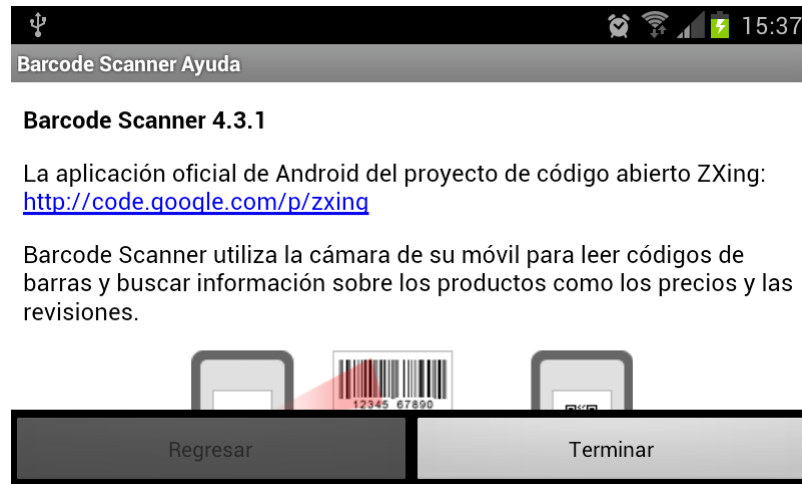 15:37
Barcode Scanner Ayuda
Barcode Scanner 4.3.1
La aplicación oficial de Android del proyecto de código abierto ZXing:
http://code.google.com/p/zxing
Barcode Scanner utiliza la cámara de su móvil para leer códigos de
barras y buscar información sobre los productos como los precios y las
revisiones.
12345 67890
Regresar
Terminar